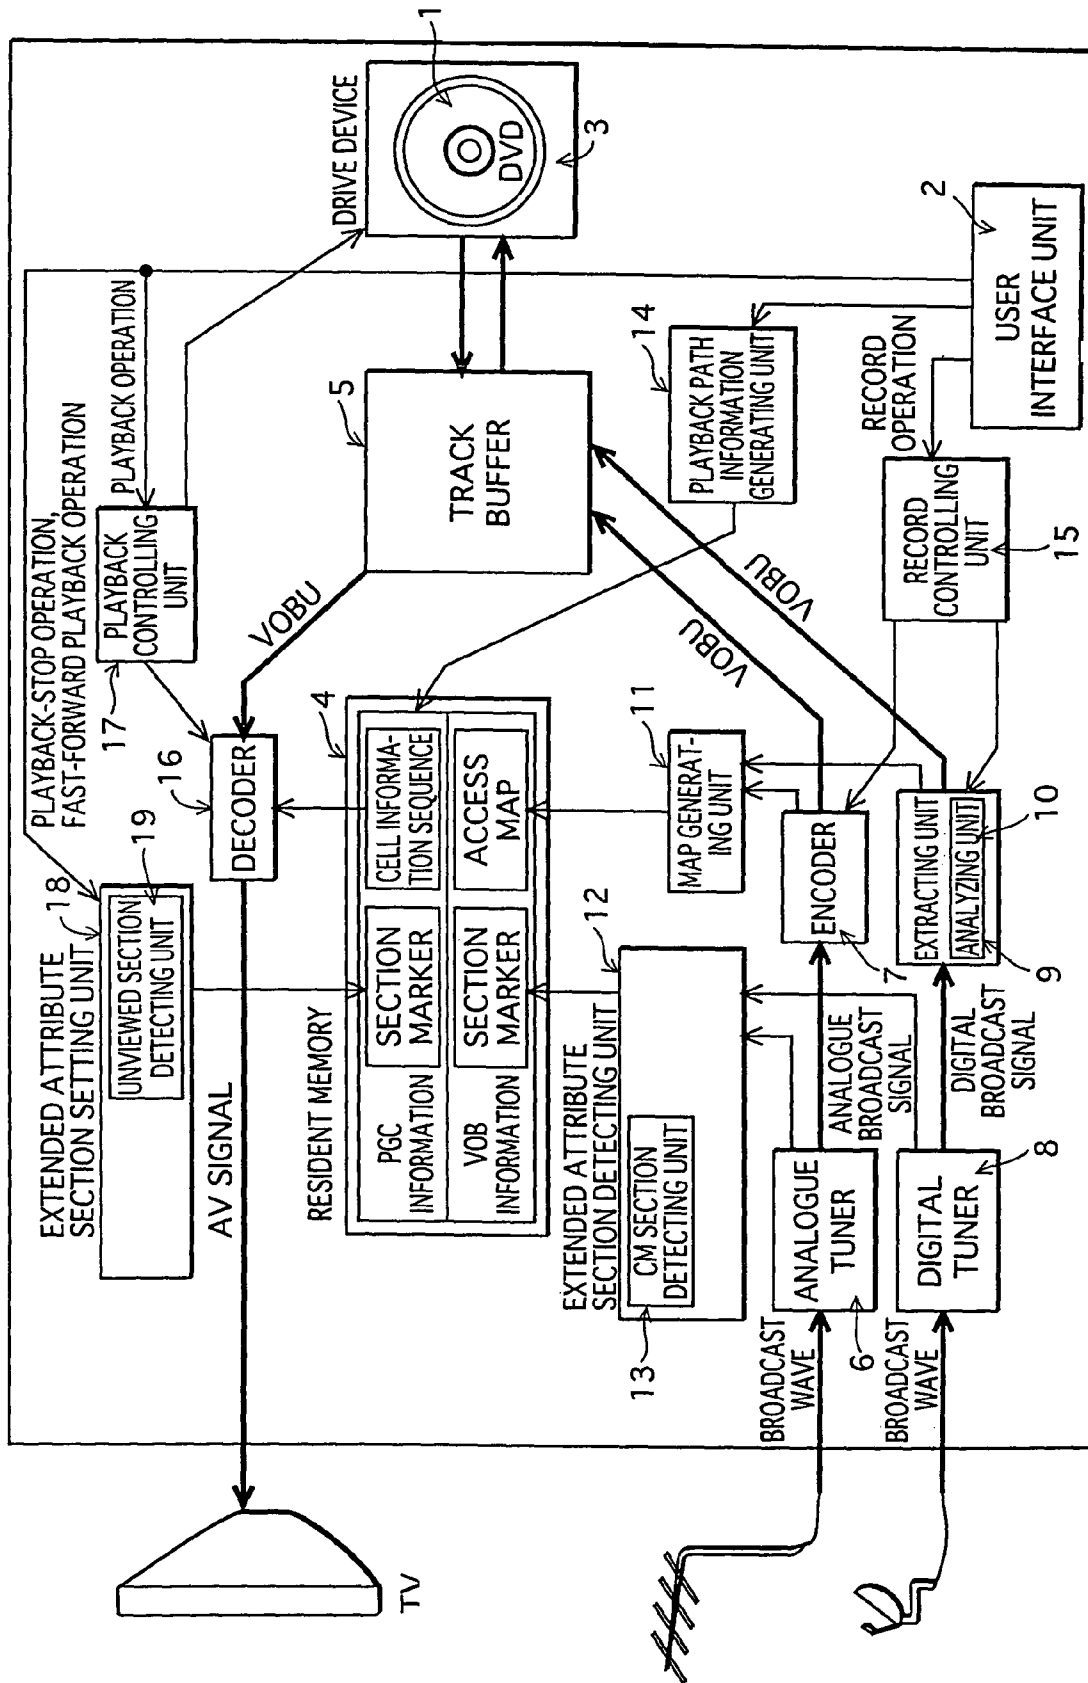 TV
AV SIGNAL
EXTENDED ATTRIBUTE
SECTION SETTING UNIT
18
UNVIEWED SECTION
DETECTING UNIT
19
PLAYBACK-STOP OPERATION,
FAST-FORWARD PLAYBACK OPERATION
PLAYBACK OPERATION
17
PLAYBACK
CONTROLLING
UNIT
16
DECODER
VOBU
DRIVE DEVICE
1
DVD
3
RESIDENT MEMORY
4
PGC
INFORMATION
SECTION
MARKER
CELL INFORMA-
TION SEQUENCE
VOB
INFORMATION
SECTION
MARKER
ACCESS
MAP
5
TRACK
BUFFER
EXTENDED ATTRIBUTE
SECTION DETECTING UNIT
12
CM SECTION
DETECTING UNIT
13
11
MAP GENERAT-
ING UNIT
14
PLAYBACK PATH
INFORMATION
GENERATING UNIT
VOBU
VOBU
BROADCAST
WAVE
ANALOGUE
TUNER
6
ANALOGUE
BROADCAST
SIGNAL
ENCODER
7
RECORD
OPERATION
BROADCAST
WAVE
DIGITAL
TUNER
8
DIGITAL
BROADCAST
SIGNAL
EXTRACTING UNIT
ANALYZING UNIT
9
10
RECORD
CONTROLLING
UNIT
15
2
USER
INTERFACE UNIT